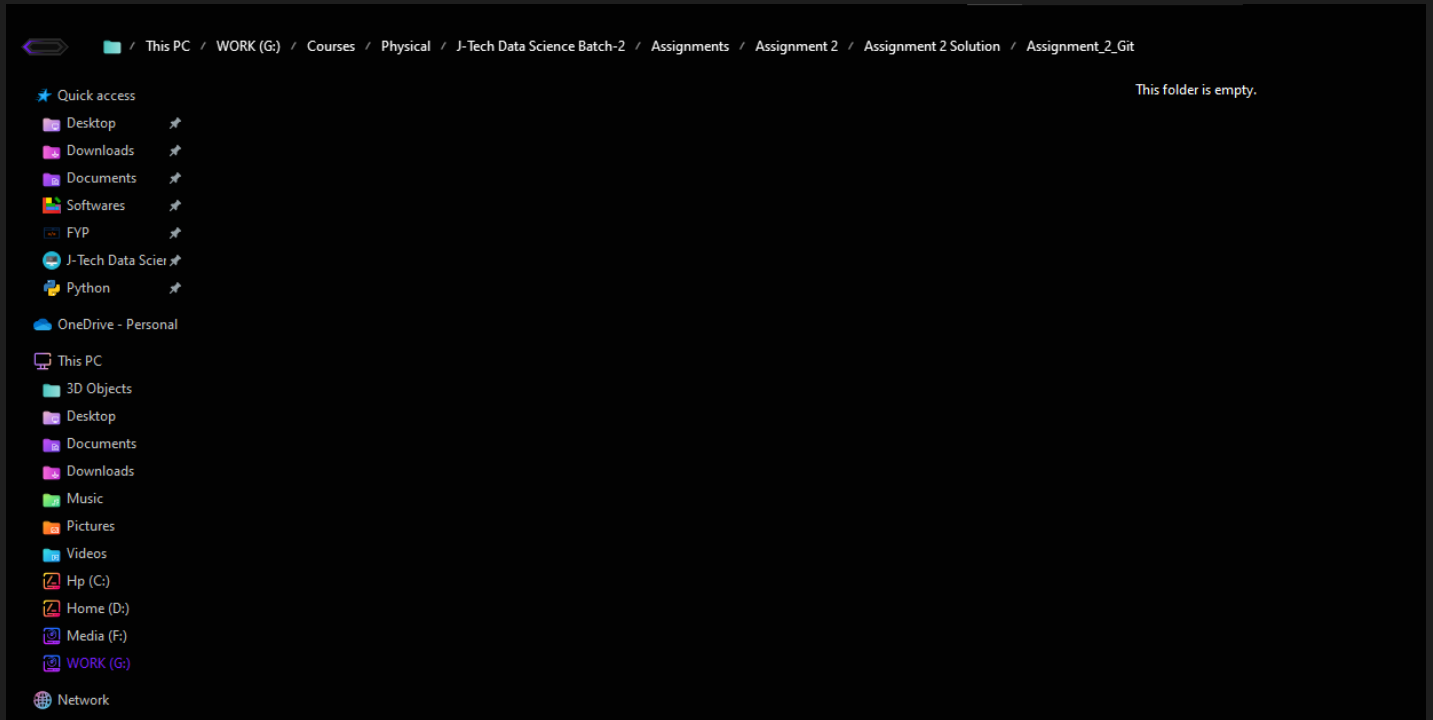 / This PC / WORK (G:) / Courses / Physical / J-Tech Data Science Batch-2 / Assignments / Assignment 2 / Assignment 2 Solution / Assignment_2_Git
This folder is empty.
Quick access
Desktop
Downloads
Documents
Softwares
FYP
J-Tech Data Scier
Python
OneDrive - Personal
This PC
3D Objects
Desktop
Documents
Downloads
Music
Pictures
Videos
Hp (C:)
Home (D:)
Media (F:)
WORK (G:)
Network